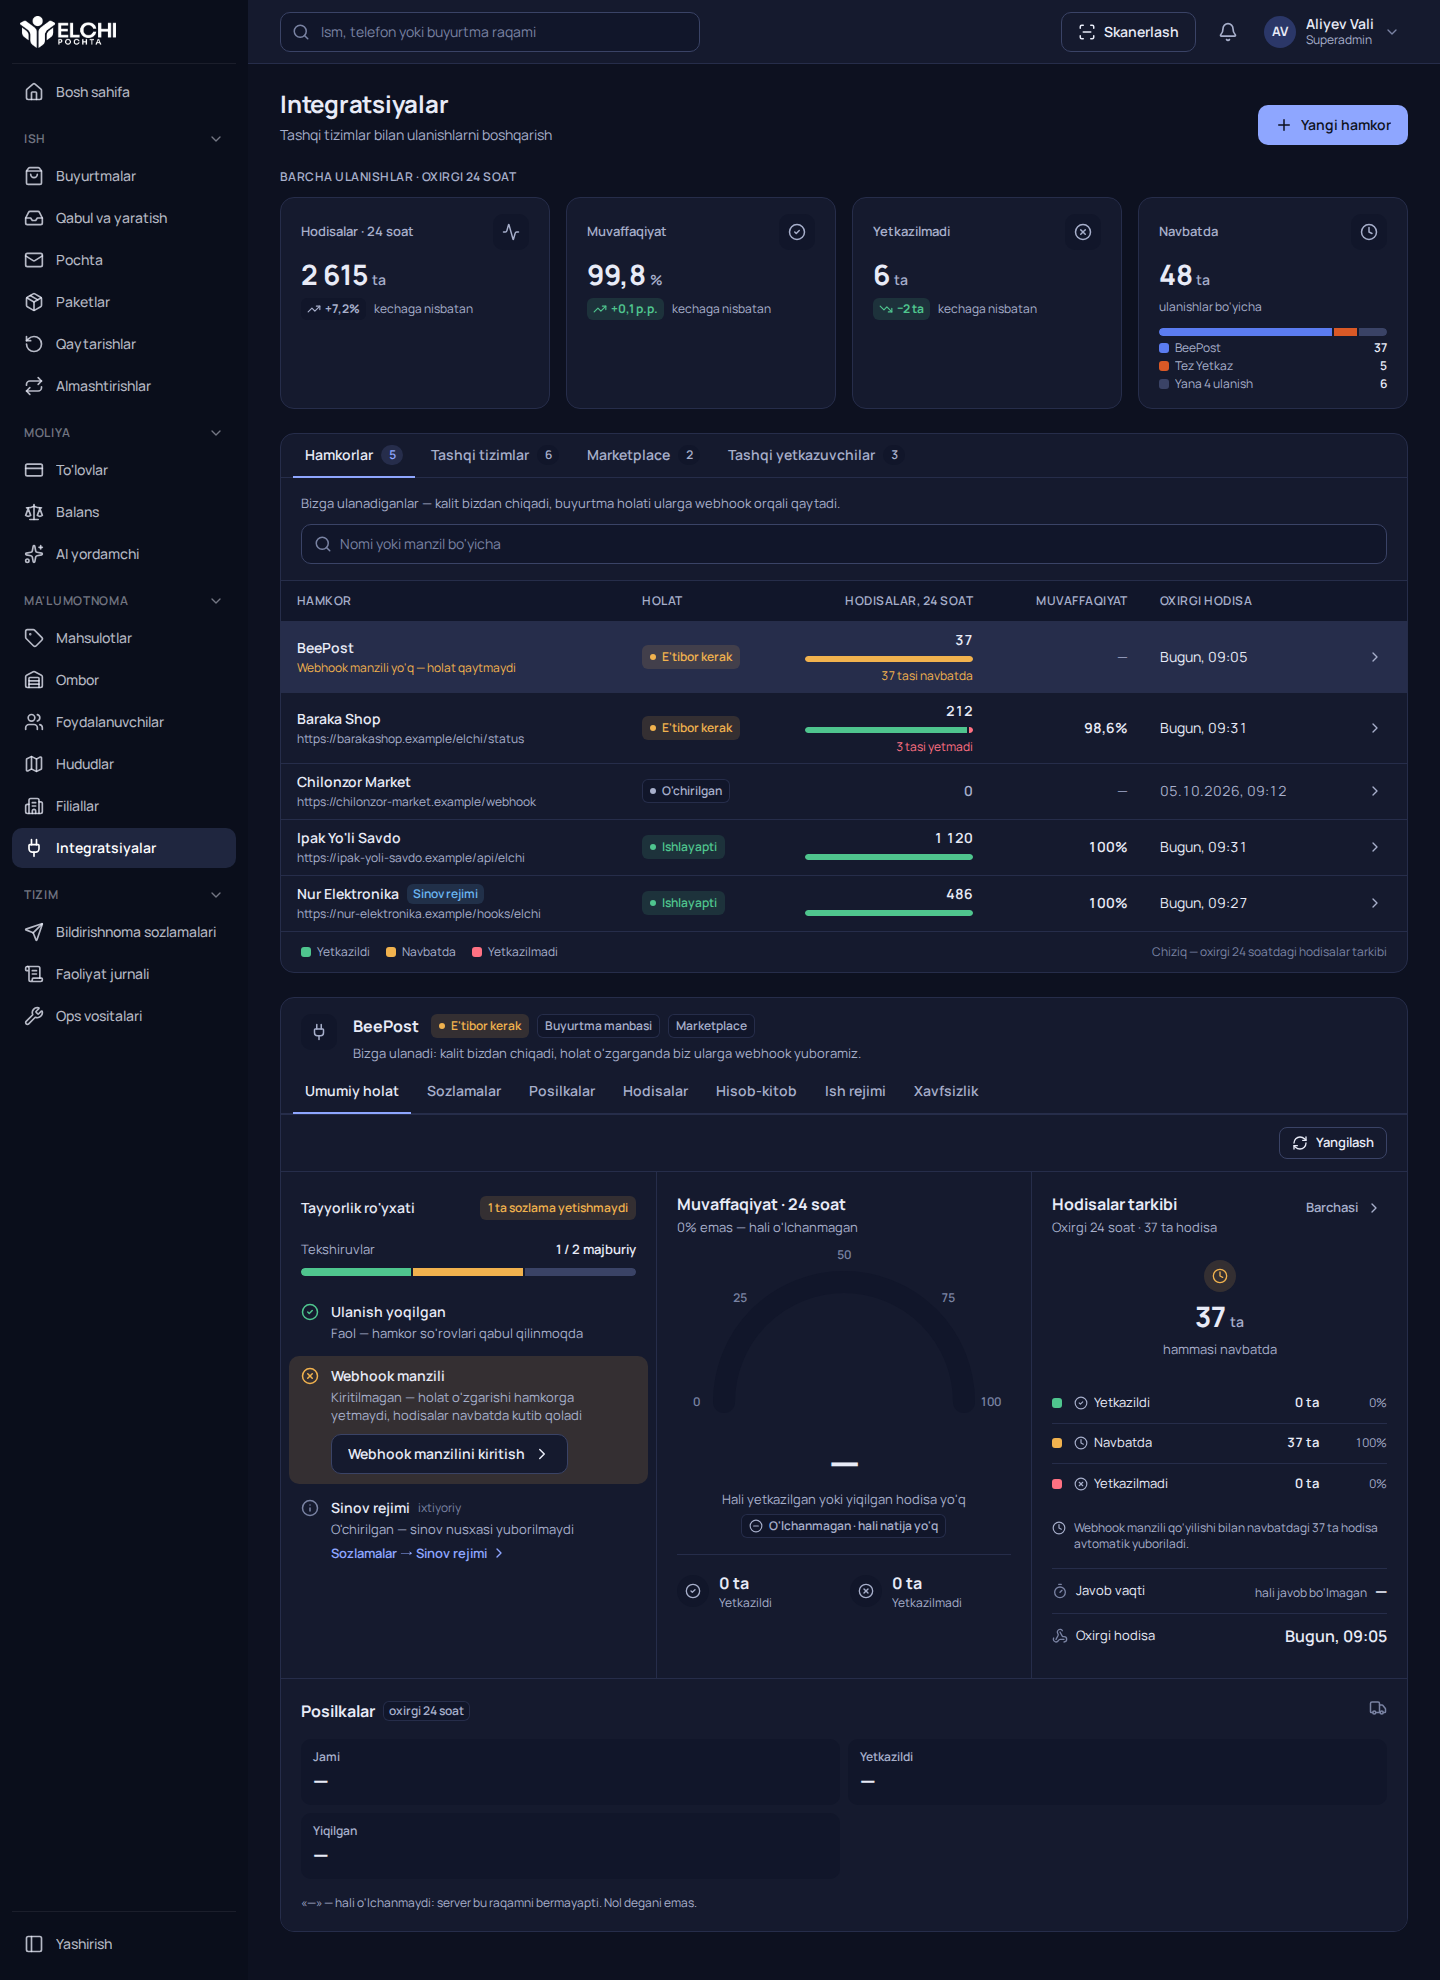 ELCHI
POCHTA
Ism, telefon yoki buyurtma raqami
Skanerlash
AV
Aliyev Vali
Superadmin
Bosh sahifa
ISH
Buyurtmalar
Qabul va yaratish
Pochta
Paketlar
Qaytarishlar
Almashtirishlar
MOLIYA
To'lovlar
Balans
AI yordamchi
MA'LUMOTNOMA
Mahsulotlar
Ombor
Foydalanuvchilar
Hududlar
Filiallar
Integratsiyalar
TIZIM
Bildirishnoma sozlamalari
Faoliyat jurnali
Ops vositalari
Yashirish
Integratsiyalar
Tashqi tizimlar bilan ulanishlarni boshqarish
Yangi hamkor
BARCHA ULANISHLAR · OXIRGI 24 SOAT
Hodisalar · 24 soat
2 615 ta
+7,2% kechaga nisbatan
Muvaffaqiyat
99,8 %
+0,1 p.p. kechaga nisbatan
Yetkazilmadi
6 ta
−2 ta kechaga nisbatan
Navbatda
48 ta
ulanishlar bo'yicha
BeePost 37
Tez Yetkaz 5
Yana 4 ulanish 6
Hamkorlar 5
Tashqi tizimlar 6
Marketplace 2
Tashqi yetkazuvchilar 3
Bizga ulanadiganlar — kalit bizdan chiqadi, buyurtma holati ularga webhook orqali qaytadi.
Nomi yoki manzil bo'yicha
HAMKOR HOLAT HODISALAR, 24 SOAT MUVAFFAQIYAT OXIRGI HODISA
BeePost
Webhook manzili yo'q — holat qaytmaydi
E'tibor kerak
37
37 tasi navbatda
—
Bugun, 09:05
Baraka Shop
https://barakashop.example/elchi/status
E'tibor kerak
212
3 tasi yetmadi
98,6%
Bugun, 09:31
Chilonzor Market
https://chilonzor-market.example/webhook
O'chirilgan
0
—
05.10.2026, 09:12
Ipak Yo'li Savdo
https://ipak-yoli-savdo.example/api/elchi
Ishlayapti
1 120
100%
Bugun, 09:31
Nur Elektronika Sinov rejimi
https://nur-elektronika.example/hooks/elchi
Ishlayapti
486
100%
Bugun, 09:27
Yetkazildi Navbatda Yetkazilmadi
Chiziq — oxirgi 24 soatdagi hodisalar tarkibi
BeePost E'tibor kerak Buyurtma manbasi Marketplace
Bizga ulanadi: kalit bizdan chiqadi, holat o'zgarganda biz ularga webhook yuboramiz.
Umumiy holat Sozlamalar Posilkalar Hodisalar Hisob-kitob Ish rejimi Xavfsizlik
Yangilash
Tayyorlik ro'yxati
1 ta sozlama yetishmaydi
Tekshiruvlar 1 / 2 majburiy
Ulanish yoqilgan
Faol — hamkor so'rovlari qabul qilinmoqda
Webhook manzili
Kiritilmagan — holat o'zgarishi hamkorga
yetmaydi, hodisalar navbatda kutib qoladi
Webhook manzilini kiritish
Sinov rejimi ixtiyoriy
O'chirilgan — sinov nusxasi yuborilmaydi
Sozlamalar → Sinov rejimi
Muvaffaqiyat · 24 soat
0% emas — hali o'lchanmagan
50
25 75
0 100
—
Hali yetkazilgan yoki yiqilgan hodisa yo'q
O'lchanmagan · hali natija yo'q
0 ta
Yetkazildi
0 ta
Yetkazilmadi
Hodisalar tarkibi
Oxirgi 24 soat · 37 ta hodisa
Barchasi
37 ta
hammasi navbatda
Yetkazildi 0 ta 0%
Navbatda 37 ta 100%
Yetkazilmadi 0 ta 0%
Webhook manzili qo'yilishi bilan navbatdagi 37 ta hodisa
avtomatik yuboriladi.
Javob vaqti hali javob bo'lmagan —
Oxirgi hodisa Bugun, 09:05
Posilkalar oxirgi 24 soat
Jami
—
Yetkazildi
—
Yiqilgan
—
«—» — hali o'lchanmaydi: server bu raqamni bermayapti. Nol degani emas.